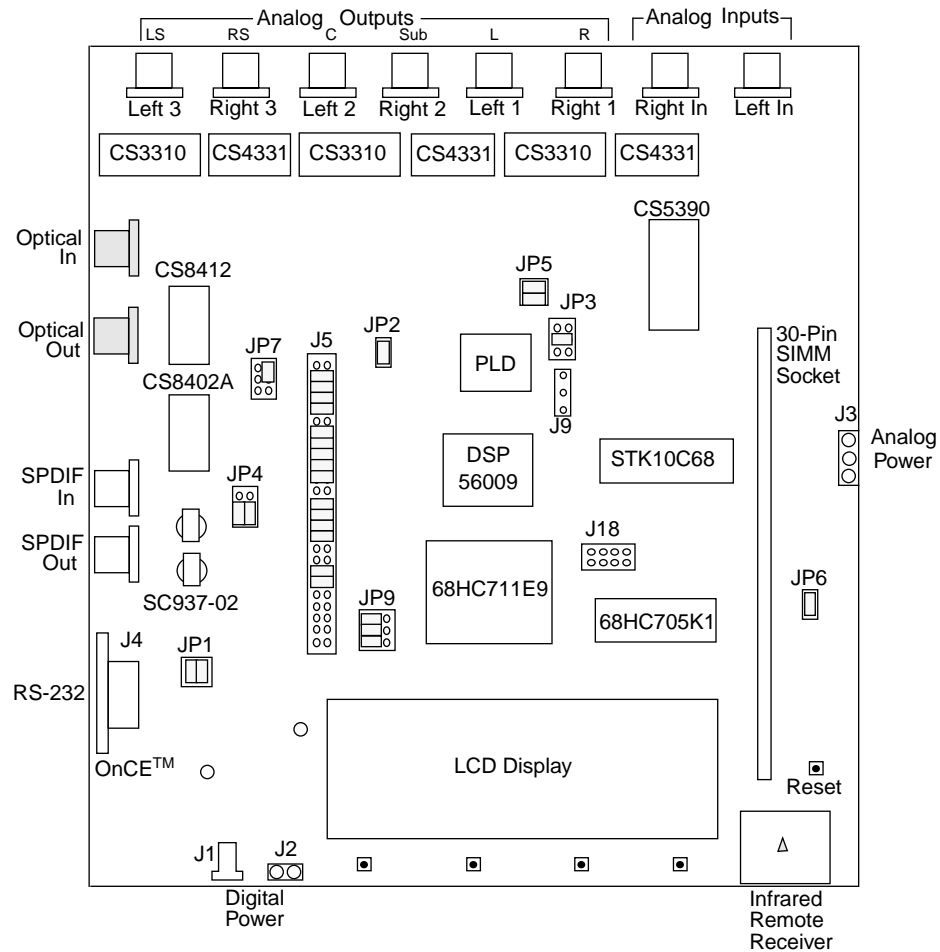 Analog Outputs
Analog Inputs
LS RS C Sub L R
Left 3 Right 3 Left 2 Right 2 Left 1 Right 1 Right In Left In
CS3310 CS4331 CS3310 CS4331 CS3310 CS4331
CS5390
Optical
In
CS8412
JP5
JP3
Optical
Out
JP7
J5
JP2
PLD
30-Pin
SIMM
Socket
CS8402A
J9
J3
Analog
Power
DSP
56009
STK10C68
SPDIF
In
JP4
SPDIF
Out
J18
SC937-02
68HC711E9
JP6
JP9
68HC705K1
J4
JP1
RS-232
OnCE™
LCD Display
Reset
J1
J2
Digital
Power
Infrared
Remote
Receiver